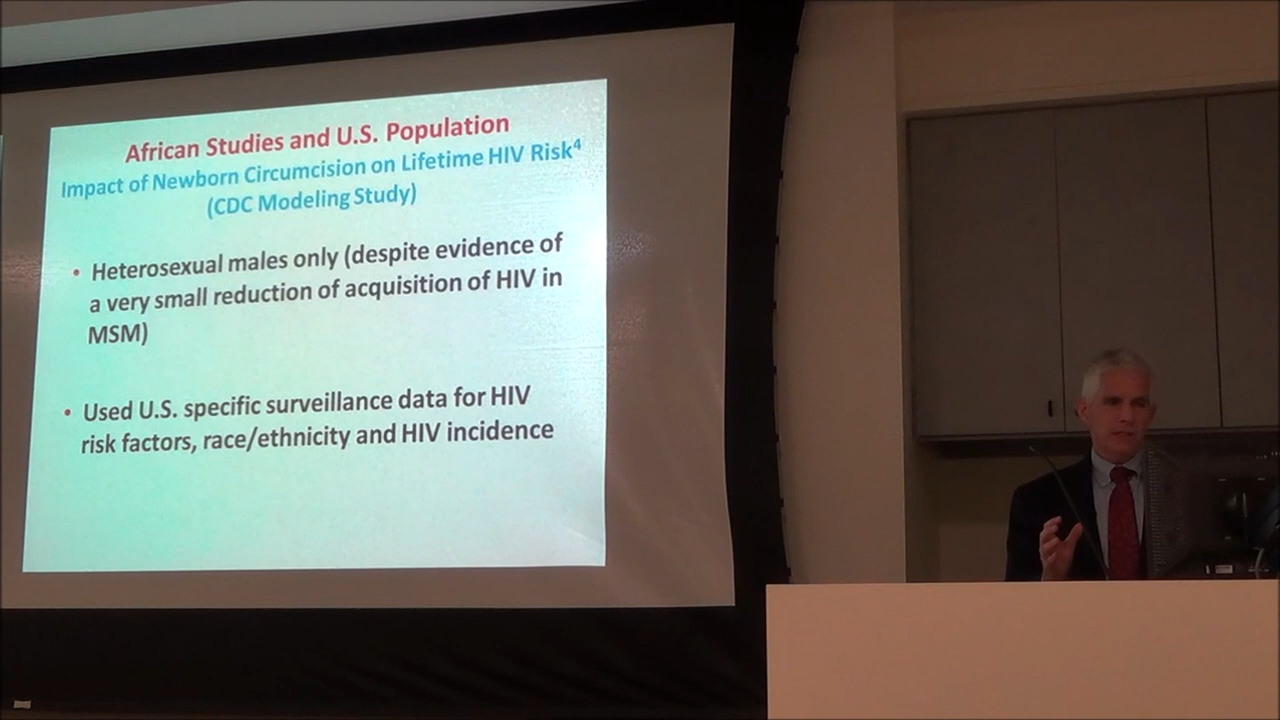 African Studies and U.S. Population
Impact of Newborn Circumcision on Lifetime HIV Risk⁴
(CDC Modeling Study)
• Heterosexual males only (despite evidence of
a very small reduction of acquisition of HIV in
MSM)
• Used U.S. specific surveillance data for HIV
risk factors, race/ethnicity and HIV incidence